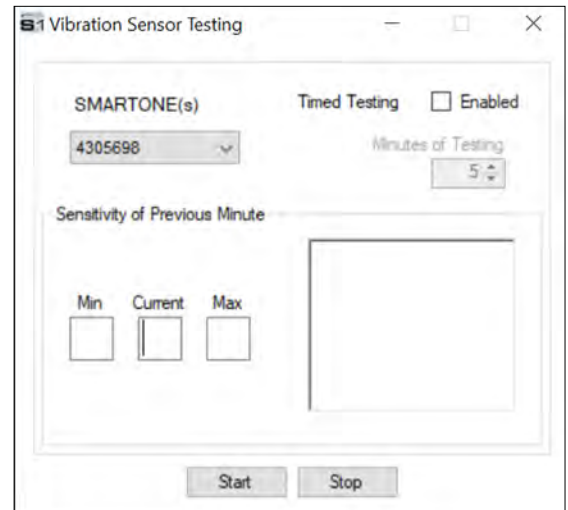 S1 Vibration Sensor Testing
SMARTONE(s) Timed Testing Enabled
4305698 Minutes of Testing
5
Sensitivity of Previous Minute
Min Current Max
Start Stop